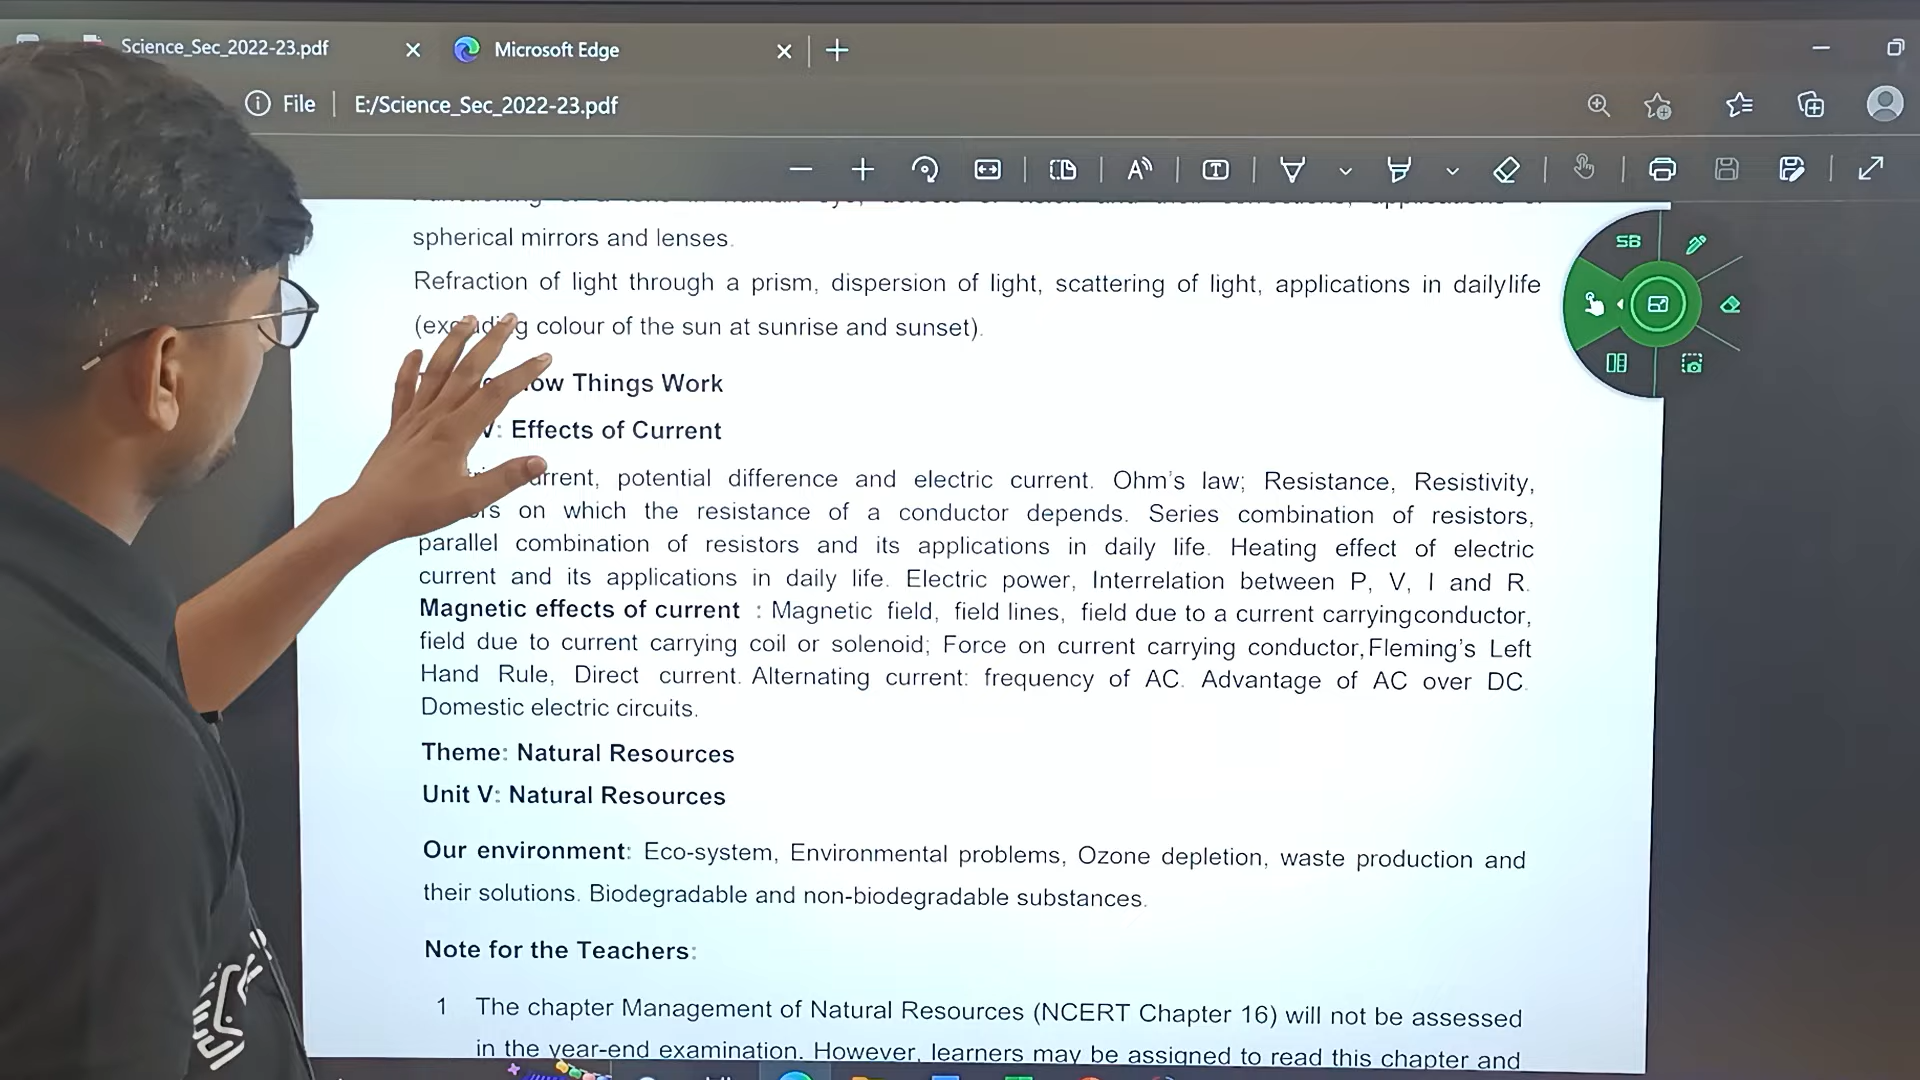 Science_Sec_2022-23.pdf
Microsoft Edge
File
E:/Science_Sec_2022-23.pdf
SB
spherical mirrors and lenses.
Refraction of light through a prism, dispersion of light, scattering of light, applications in dailylife
colour of the sun at sunrise and sunset).
Things Work
Effects of Current
potential difference and electric current. Ohm's law; Resistance, Resistivity,
on which the resistance of a conductor depends. Series combination of resistors,
parallel combination of resistors and its applications in daily life. Heating effect of electric
current and its applications in daily life. Electric power, Interrelation between P, V, I and R.
Magnetic effects of current : Magnetic field, field lines, field due to a current carryingconductor,
field due to current carrying coil or solenoid; Force on current carrying conductor,Fleming's Left
Hand Rule, Direct current. Alternating current: frequency of AC. Advantage of AC over DC.
Domestic electric circuits.
Theme: Natural Resources
Unit V: Natural Resources
Our environment: Eco-system, Environmental problems, Ozone depletion, waste production and
their solutions. Biodegradable and non-biodegradable substances.
Note for the Teachers:
1 The chapter Management of Natural Resources (NCERT Chapter 16) will not be assessed
in the year-end examination. However, learners may be assigned to read this chapter and